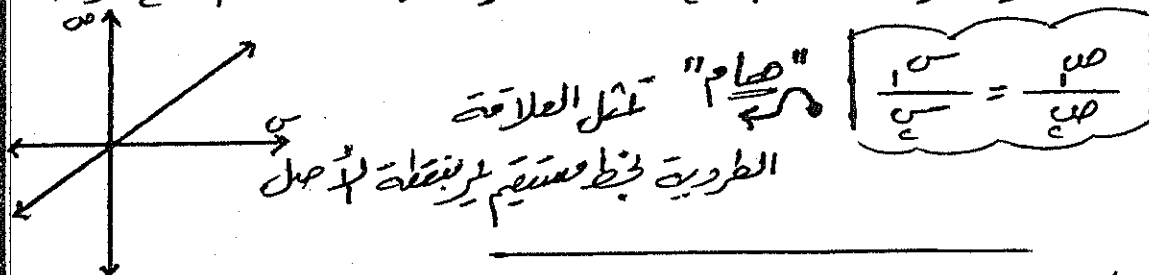 ص١ / ص٢ = س١ / س٢
"هام" تمثل العلاقة
الطردية بخط مستقيم يمر بنقطة الأصل
ص
س